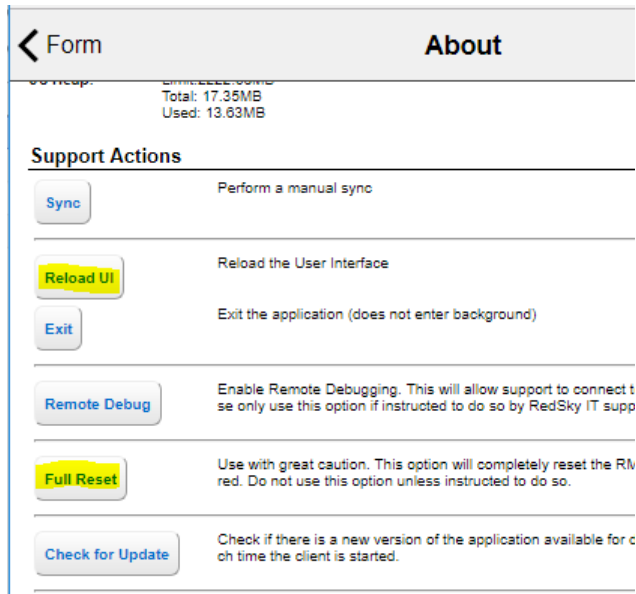 Form
About
Total: 17.35MB
Used: 13.63MB
Support Actions
Sync
Perform a manual sync
Reload UI
Reload the User Interface
Exit
Exit the application (does not enter background)
Remote Debug
Enable Remote Debugging. This will allow support to connect t
se only use this option if instructed to do so by RedSky IT supp
Full Reset
Use with great caution. This option will completely reset the RM
red. Do not use this option unless instructed to do so.
Check for Update
Check if there is a new version of the application available for
ch time the client is started.